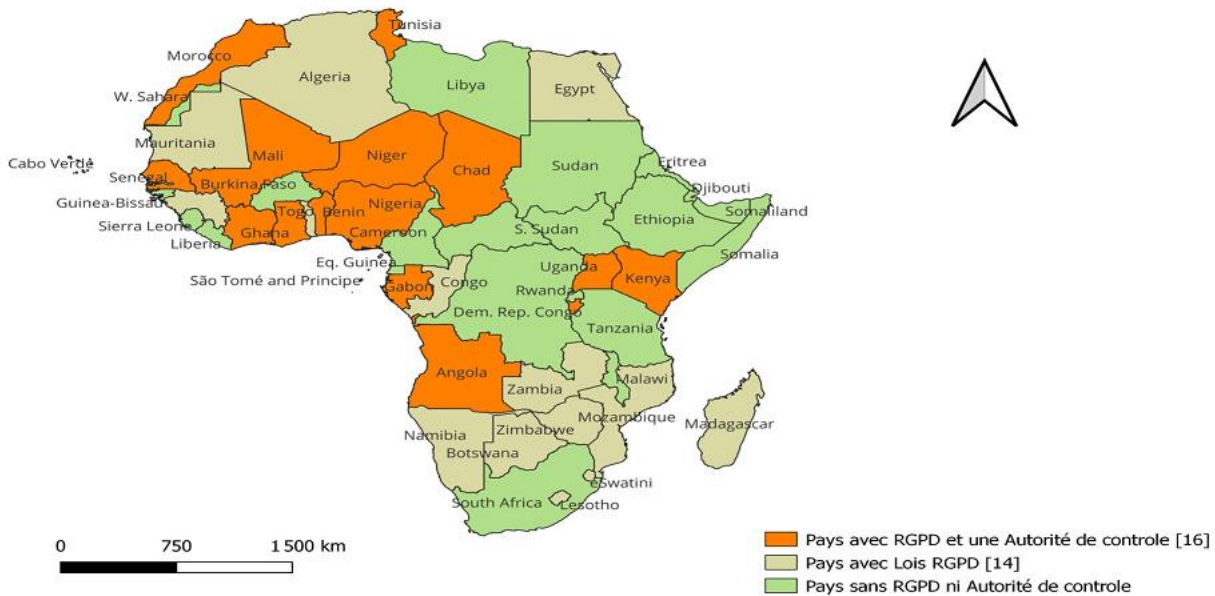 Tunisia
Morocco
Algeria
Libya
Egypt
W. Sahara
Mauritania
Cabo Verde
Mali
Niger
Chad
Sudan
Eritrea
Senegal
Burkina Faso
Djibouti
Guinea-Bissau
Togo
Benin
Nigeria
Ethiopia
Somaliland
Sierra Leone
Ghana
Cameroon
S. Sudan
Liberia
Somalia
Eq. Guinea
Uganda
São Tomé and Principe
Gabon
Congo
Kenya
Rwanda
Dem. Rep. Congo
Tanzania
Angola
Malawi
Zambia
Mozambique
Madagascar
Namibia
Zimbabwe
Botswana
eSwatini
South Africa
Lesotho
0 750 1 500 km
Pays avec RGPD et une Autorité de controle [16]
Pays avec Lois RGPD [14]
Pays sans RGPD ni Autorité de controle